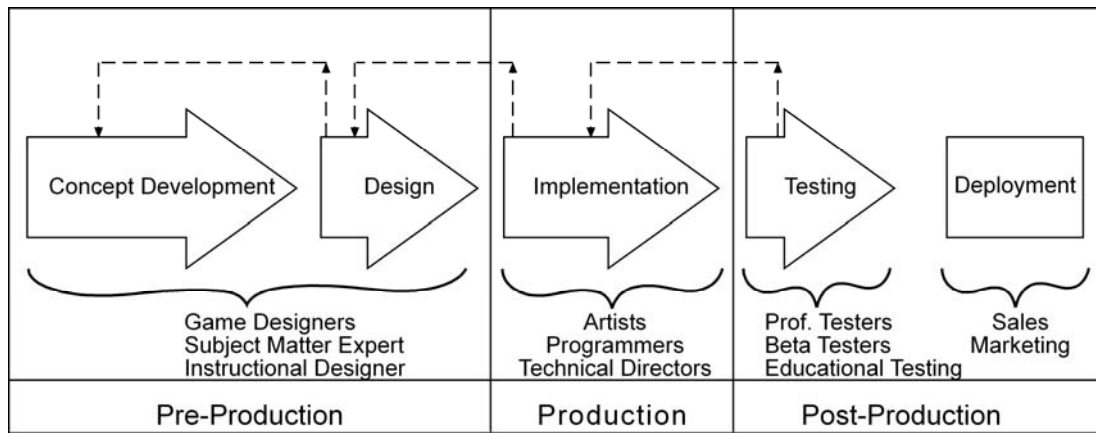 Concept Development
Design
Implementation
Testing
Deployment
Game Designers
Subject Matter Expert
Instructional Designer
Artists
Programmers
Technical Directors
Prof. Testers
Beta Testers
Educational Testing
Sales
Marketing
Pre-Production
Production
Post-Production